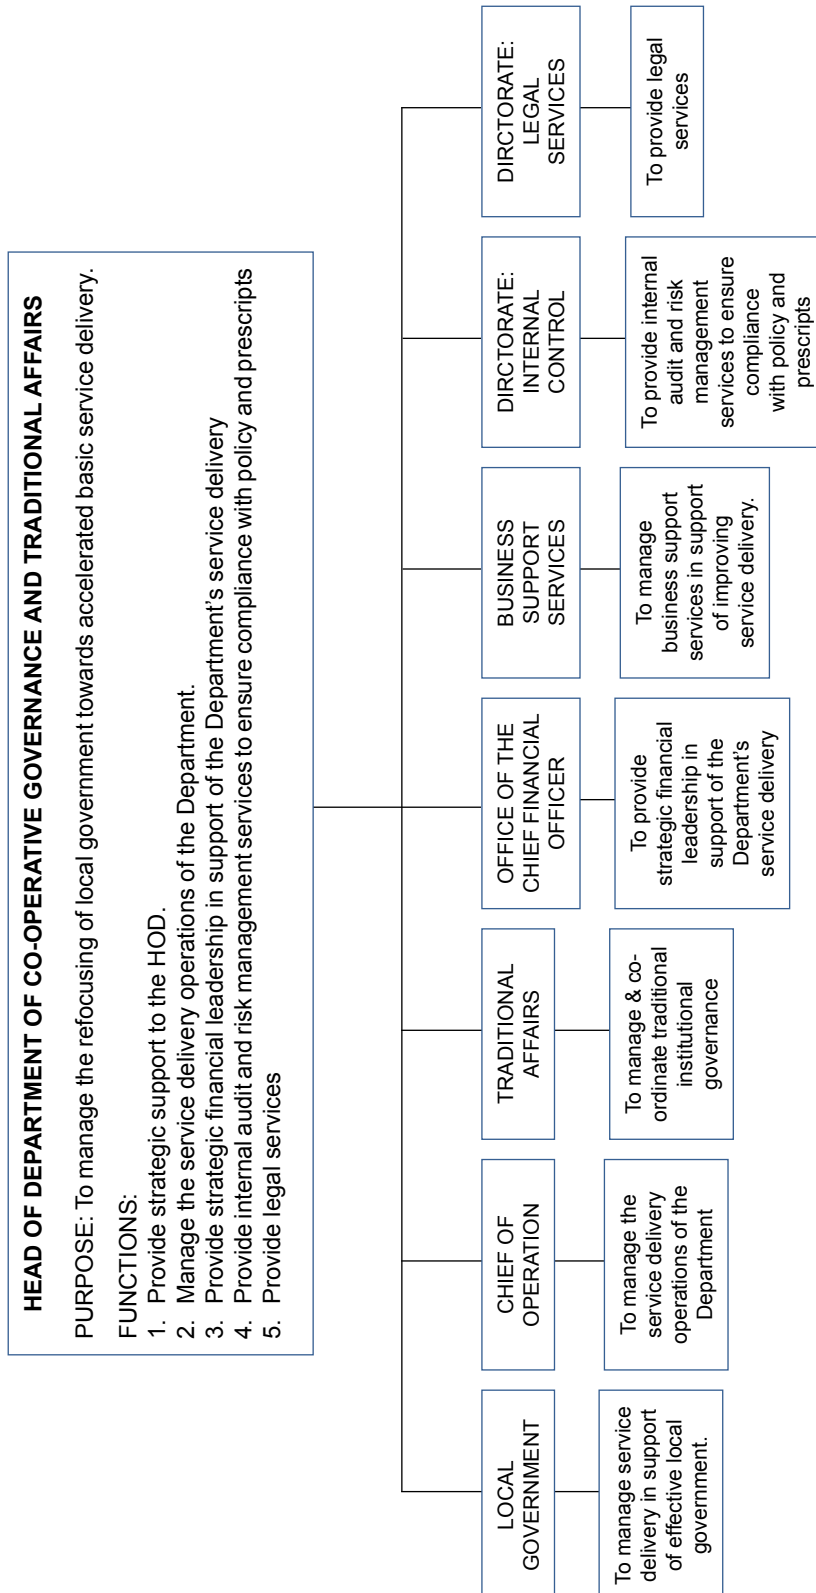 HEAD OF DEPARTMENT OF CO-OPERATIVE GOVERNANCE AND TRADITIONAL AFFAIRS
PURPOSE: To manage the refocusing of local government towards accelerated basic service delivery.
FUNCTIONS:
1. Provide strategic support to the HOD.
2. Manage the service delivery operations of the Department.
3. Provide strategic financial leadership in support of the Department's service delivery
4. Provide internal audit and risk management services to ensure compliance with policy and prescripts
5. Provide legal services
LOCAL
GOVERNMENT
To manage service
delivery in support
of effective local
government.
CHIEF OF
OPERATION
To manage the
service delivery
operations of the
Department
TRADITIONAL
AFFAIRS
To manage & co-
ordinate traditional
institutional
governance
OFFICE OF THE
CHIEF FINANCIAL
OFFICER
To provide
strategic financial
leadership in
support of the
Department's
service delivery
BUSINESS
SUPPORT
SERVICES
To manage
business support
services in support
of improving
service delivery.
DIRCTORATE:
INTERNAL
CONTROL
To provide internal
audit and risk
management
services to ensure
compliance
with policy and
prescripts
DIRCTORATE:
LEGAL
SERVICES
To provide legal
services